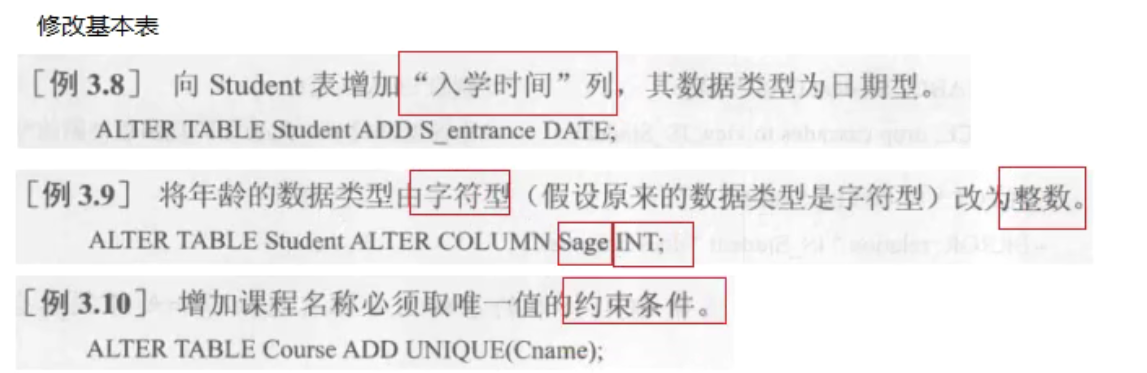 修改基本表
［例 3.8］ 向 Student 表增加“入学时间”列，其数据类型为日期型。
ALTER TABLE Student ADD S_entrance DATE;
［例 3.9］ 将年龄的数据类型由字符型（假设原来的数据类型是字符型）改为整数。
ALTER TABLE Student ALTER COLUMN Sage INT;
［例 3.10］ 增加课程名称必须取唯一值的约束条件。
ALTER TABLE Course ADD UNIQUE(Cname);